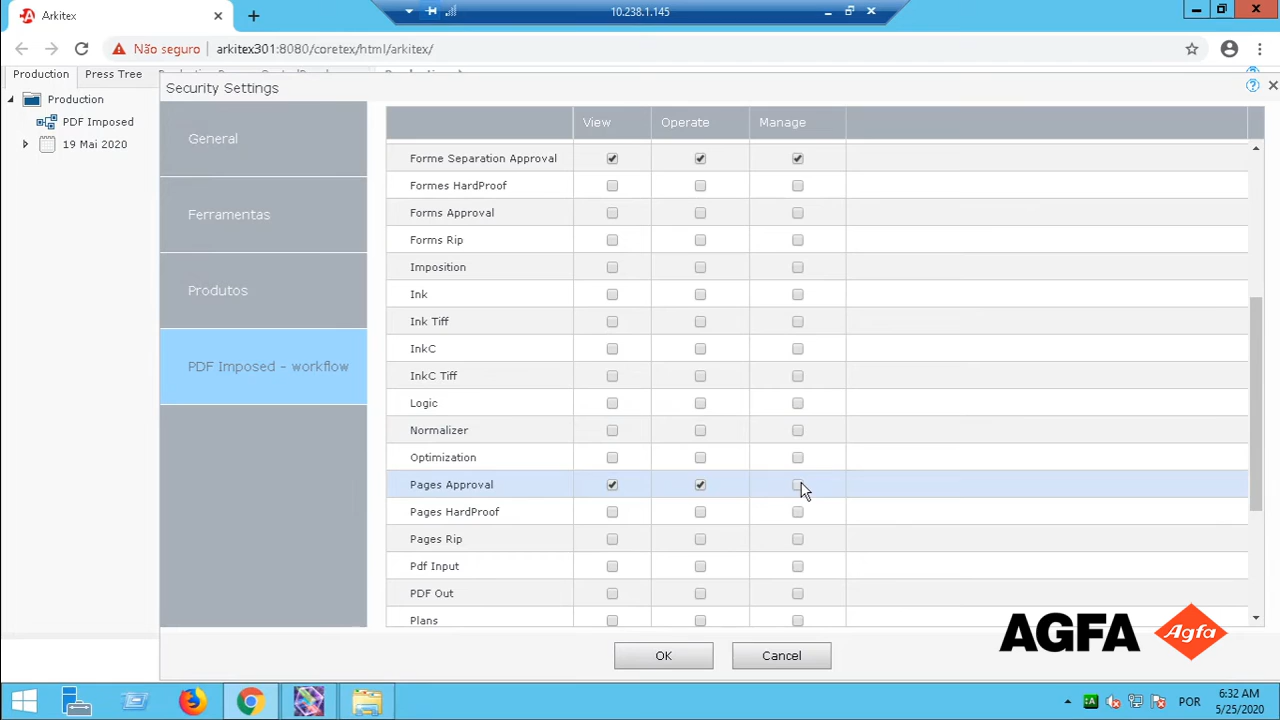 Arkitex
10.238.1.145
Não seguro
arkitex301:8080/coretex/html/arkitex/
Production Press Tree
Production
PDF Imposed
19 Mai 2020
Security Settings
General
Ferramentas
Produtos
PDF Imposed - workflow
View Operate Manage
Forme Separation Approval
Formes HardProof
Forms Approval
Forms Rip
Imposition
Ink
Ink Tiff
InkC
InkC Tiff
Logic
Normalizer
Optimization
Pages Approval
Pages HardProof
Pages Rip
Pdf Input
PDF Out
Plans
OK Cancel
AGFA Agfa
POR
6:32 AM
5/25/2020